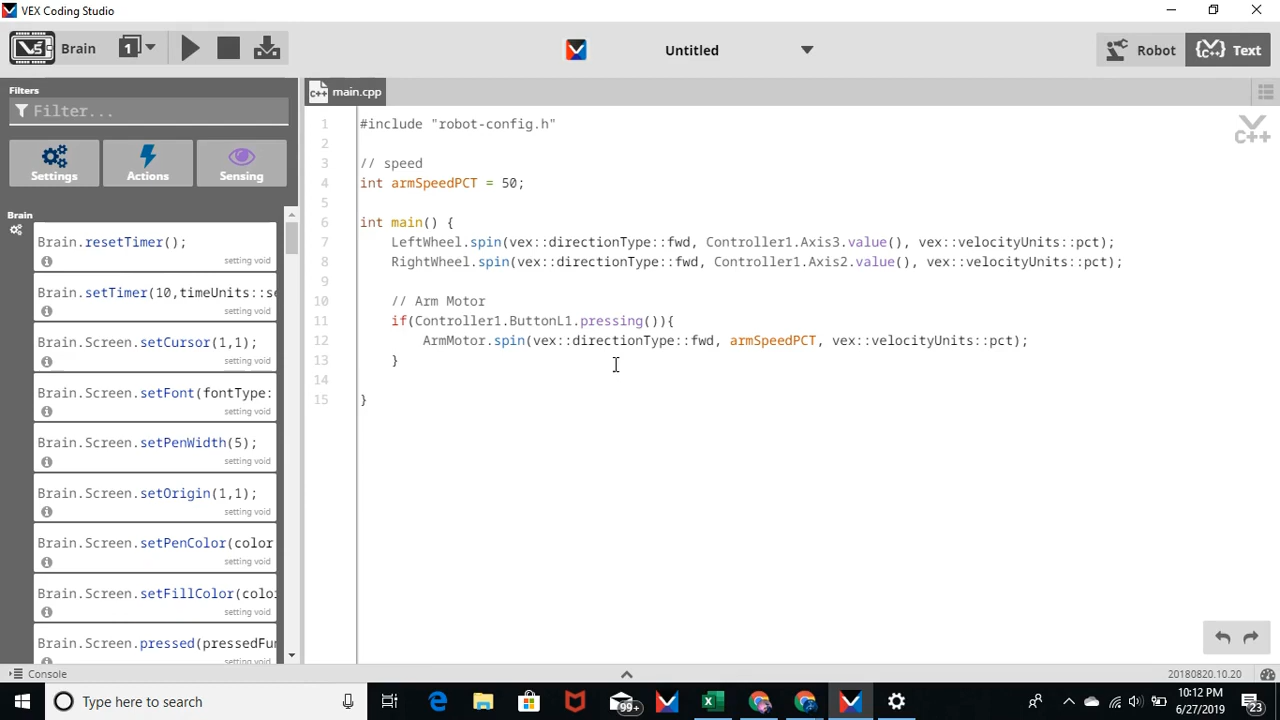 VEX Coding Studio
Brain
1
Untitled
Robot
Text
Filters
Filter...
main.cpp
Settings
Actions
Sensing
Brain
Brain.resetTimer();
setting void
Brain.setTimer(10,timeUnits::se
setting void
Brain.Screen.setCursor(1,1);
setting void
Brain.Screen.setFont(fontType:
setting void
Brain.Screen.setPenWidth(5);
setting void
Brain.Screen.setOrigin(1,1);
setting void
Brain.Screen.setPenColor(color
setting void
Brain.Screen.setFillColor(color
setting void
Brain.Screen.pressed(pressedFun
setting void
1 #include "robot-config.h"
2
3 // speed
4 int armSpeedPCT = 50;
5
6 int main() {
7 LeftWheel.spin(vex::directionType::fwd, Controller1.Axis3.value(), vex::velocityUnits::pct);
8 RightWheel.spin(vex::directionType::fwd, Controller1.Axis2.value(), vex::velocityUnits::pct);
9
10 // Arm Motor
11 if(Controller1.ButtonL1.pressing()){
12 ArmMotor.spin(vex::directionType::fwd, armSpeedPCT, vex::velocityUnits::pct);
13 }
14
15 }
C++
Console
20180820.10.20
Type here to search
99+
10:12 PM
6/27/2019
23